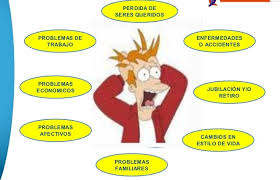 PERDIDA DE
SERES QUERIDOS
PROBLEMAS DE
TRABAJO
ENFERMEDADES
O ACCIDENTES
PROBLEMAS
ECONOMICOS
JUBILACIÓN Y/O
RETIRO
PROBLEMAS
AFECTIVOS
CAMBIOS EN
ESTILO DE VIDA
PROBLEMAS
FAMILIARES